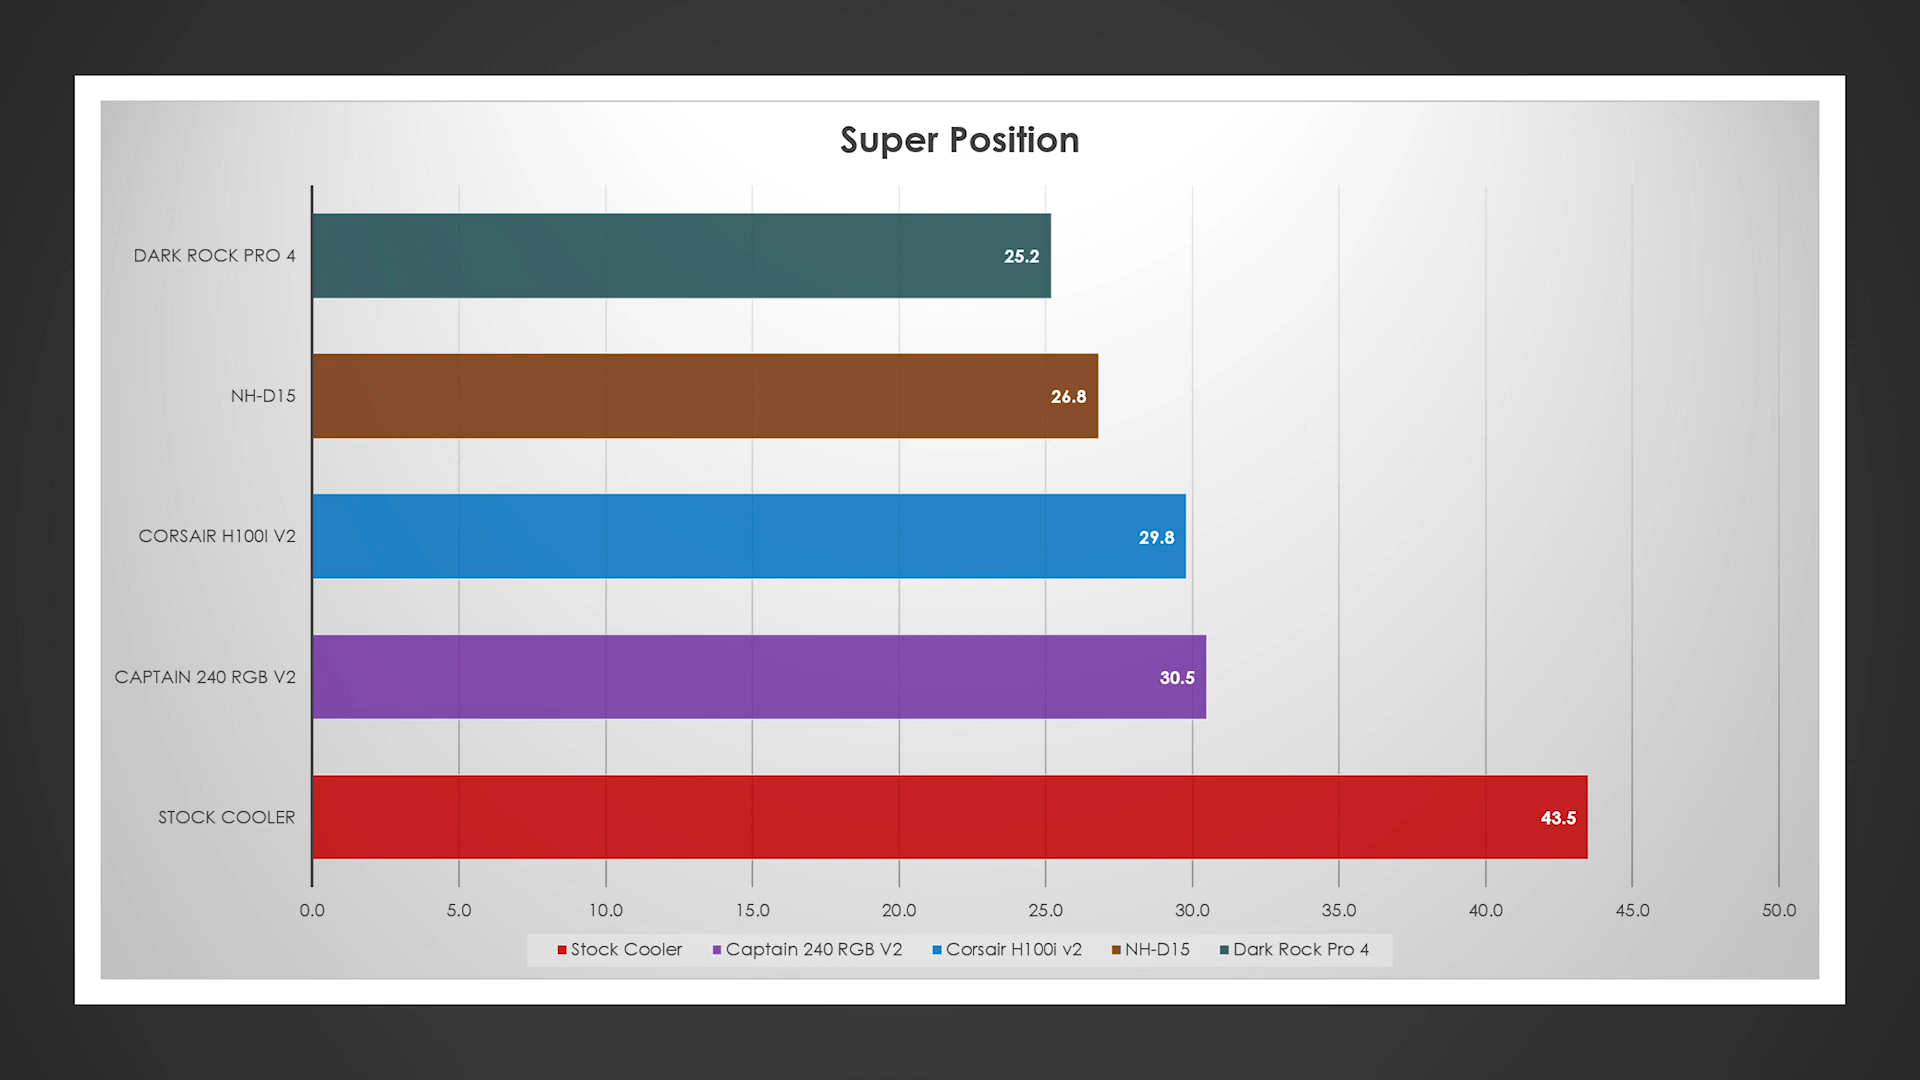 Super Position
DARK ROCK PRO 4
25.2
NH-D15
26.8
CORSAIR H100I V2
29.8
CAPTAIN 240 RGB V2
30.5
STOCK COOLER
43.5
0.0 5.0 10.0 15.0 20.0 25.0 30.0 35.0 40.0 45.0 50.0
Stock Cooler Captain 240 RGB V2 Corsair H100i v2 NH-D15 Dark Rock Pro 4